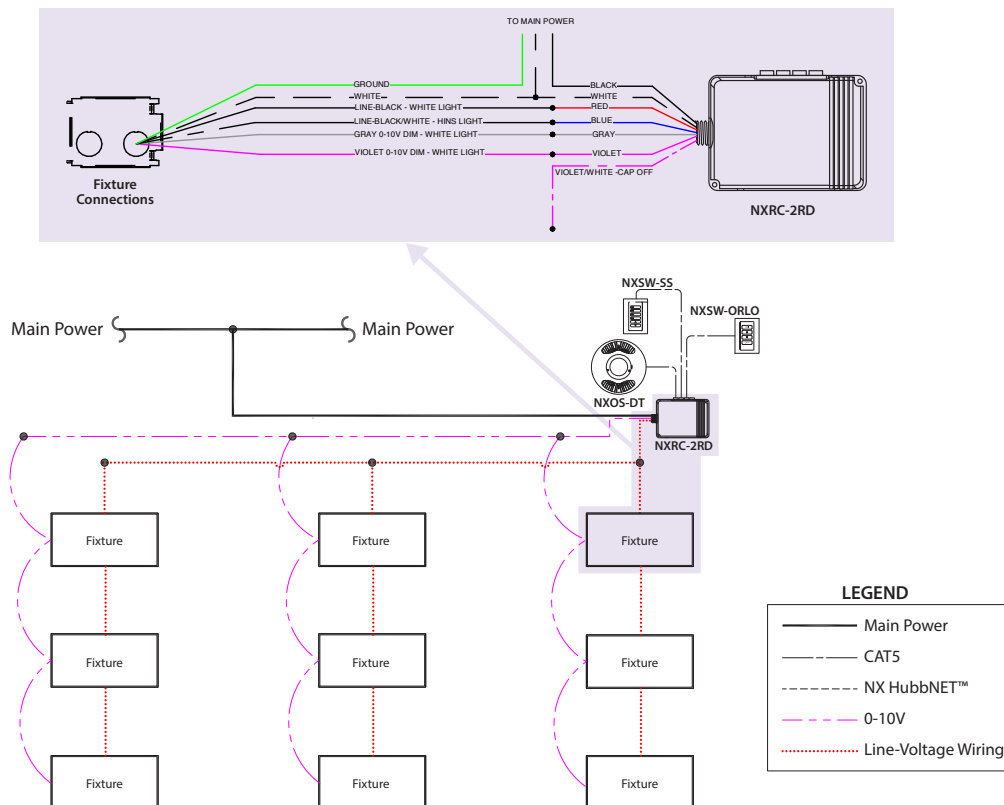 TO MAIN POWER
GROUND
BLACK
WHITE
WHITE
LINE-BLACK - WHITE LIGHT
RED
LINE-BLACK/WHITE - HINS LIGHT
BLUE
GRAY 0-10V DIM - WHITE LIGHT
GRAY
VIOLET 0-10V DIM - WHITE LIGHT
VIOLET
VIOLET/WHITE -CAP OFF
Fixture
Connections
NXRC-2RD
NXSW-SS
NXSW-ORLO
Main Power
Main Power
NXOS-DT
NXRC-2RD
Fixture
Fixture
Fixture
LEGEND
Main Power
CAT5
NX HubbNET™
0-10V
Line-Voltage Wiring
Fixture
Fixture
Fixture
Fixture
Fixture
Fixture